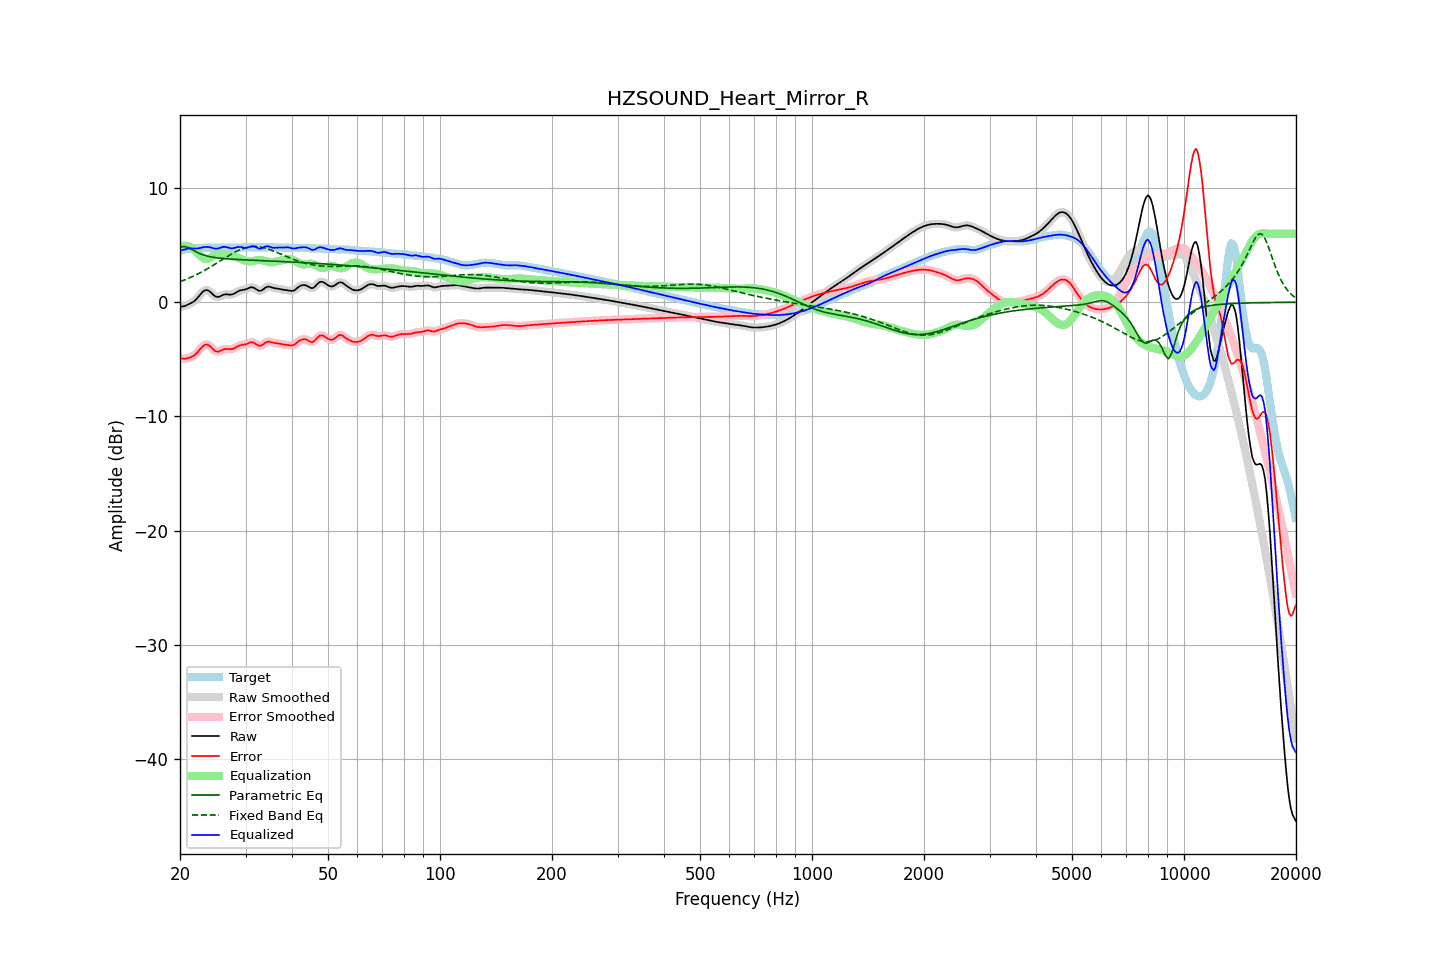 HZSOUND_Heart_Mirror_R
10
0
−10
−20
−30
−40
Amplitude (dBr)
Target
Raw Smoothed
Error Smoothed
Raw
Error
Equalization
Parametric Eq
Fixed Band Eq
Equalized
20 50 100 200 500 1000 2000 5000 10000 20000
Frequency (Hz)